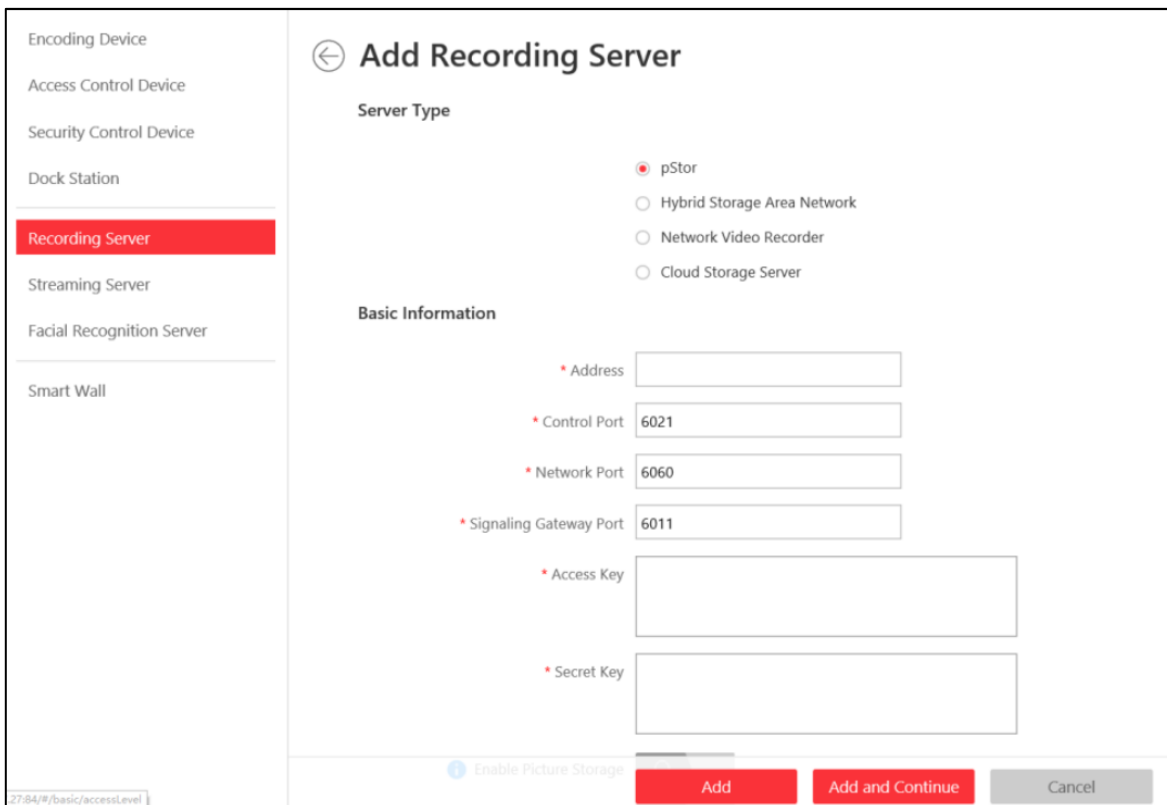 Encoding Device
Access Control Device
Security Control Device
Dock Station
Recording Server
Streaming Server
Facial Recognition Server
Smart Wall
Add Recording Server
Server Type
pStor
Hybrid Storage Area Network
Network Video Recorder
Cloud Storage Server
Basic Information
* Address
* Control Port 6021
* Network Port 6060
* Signaling Gateway Port 6011
* Access Key
* Secret Key
Enable Picture Storage
Add Add and Continue Cancel
27:84/#/basic/accessLevel